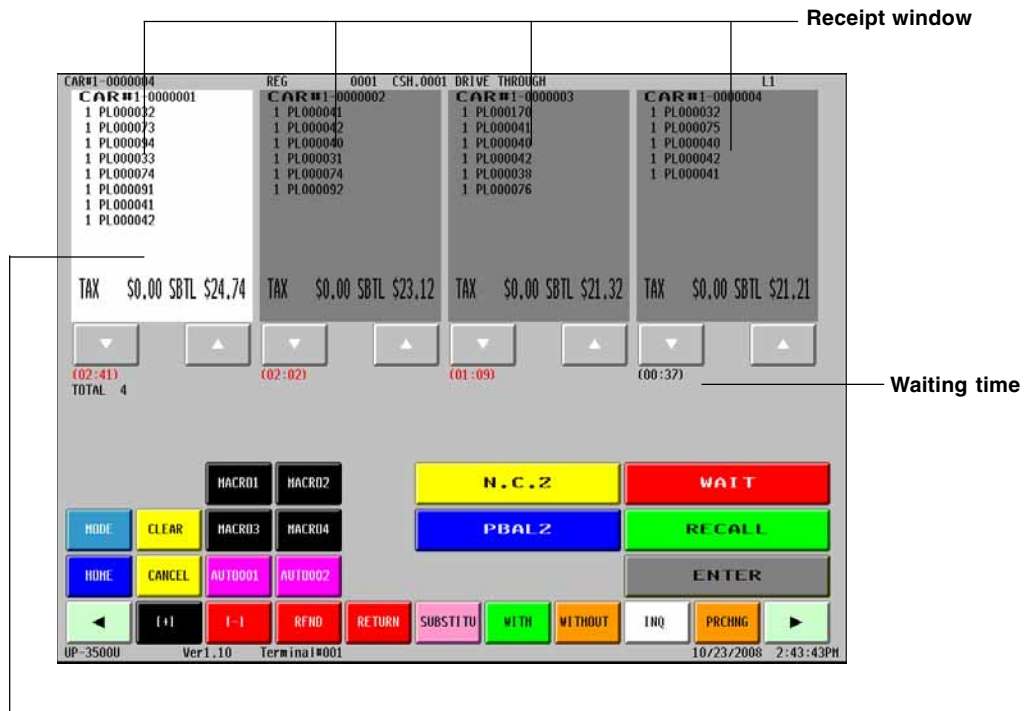 Receipt window
CAR#1-0000004 REG 0001 CSH.0001 DRIVE THROUGH L1
CAR#1-0000001
1 PL000032
1 PL000073
1 PL000094
1 PL000033
1 PL000074
1 PL000091
1 PL000041
1 PL000042
TAX $0.00 SBTL $24.74
CAR#1-0000002
1 PL000041
1 PL000042
1 PL000040
1 PL000031
1 PL000074
1 PL000092
TAX $0.00 SBTL $23.12
CAR#1-0000003
1 PL000170
1 PL000041
1 PL000040
1 PL000042
1 PL000038
1 PL000076
TAX $0.00 SBTL $21.32
CAR#1-0000004
1 PL000032
1 PL000075
1 PL000040
1 PL000042
1 PL000041
TAX $0.00 SBTL $21.21
(02:41) (02:02) (01:09) (00:37)
Waiting time
TOTAL 4
MACRO1 MACRO2 N.C.2 WAIT
MODE CLEAR MACRO3 MACRO4 PBAL2 RECALL
HOME CANCEL AUTO001 AUTO002 ENTER
[+] [-] RFND RETURN SUBSTITU WITH WITHOUT INQ PRCHNG
UP-3500U Ver1.10 Terminal#001 10/23/2008 2:43:43PM